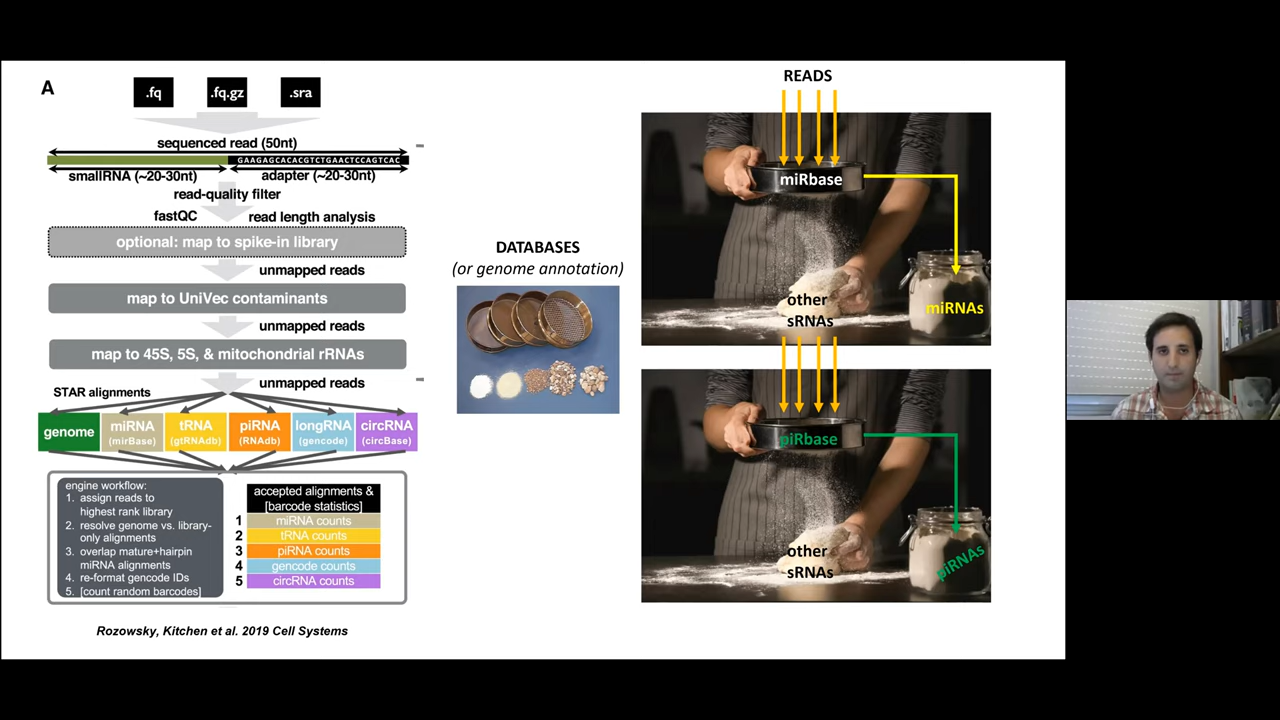 A
.fq
.fq.gz
.sra
sequenced read (50nt)
GAAGAGCACACGTCTGAACTCCAGTCAC
smallRNA (~20-30nt)
adapter (~20-30nt)
read-quality filter
fastQC
read length analysis
optional: map to spike-in library
unmapped reads
map to UniVec contaminants
unmapped reads
map to 45S, 5S, & mitochondrial rRNAs
unmapped reads
STAR alignments
genome
miRNA
(mirBase)
tRNA
(gtRNAdb)
piRNA
(RNAdb)
longRNA
(gencode)
circRNA
(circBase)
engine workflow:
1. assign reads to
highest rank library
2. resolve genome vs. library-
only alignments
3. overlap mature+hairpin
miRNA alignments
4. re-format gencode IDs
5. [count random barcodes]
accepted alignments &
[barcode statistics]
1 miRNA counts
2 tRNA counts
3 piRNA counts
4 gencode counts
5 circRNA counts
Rozowsky, Kitchen et al. 2019 Cell Systems
DATABASES
(or genome annotation)
READS
miRbase
other
sRNAs
miRNAs
piRbase
other
sRNAs
piRNAs